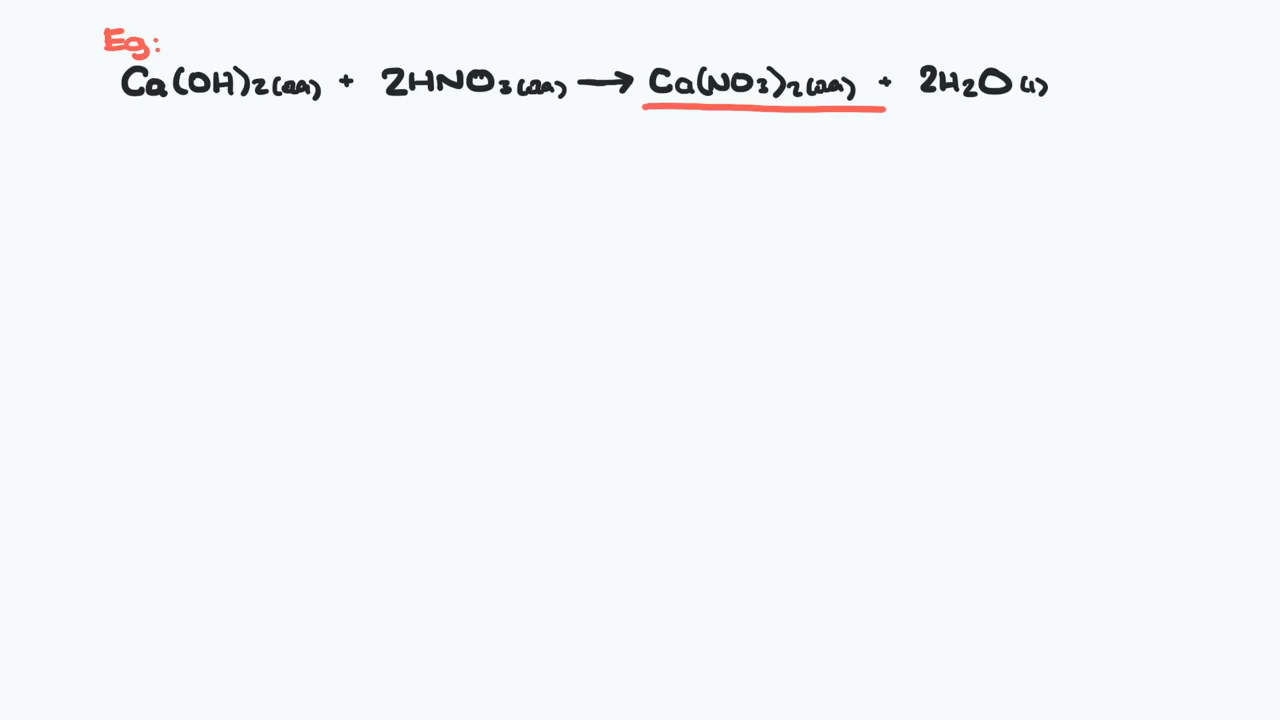 Eg:
Ca(OH)₂(aq) + 2HNO₃(aq) ⟶ Ca(NO₃)₂(aq) + 2H₂O(l)